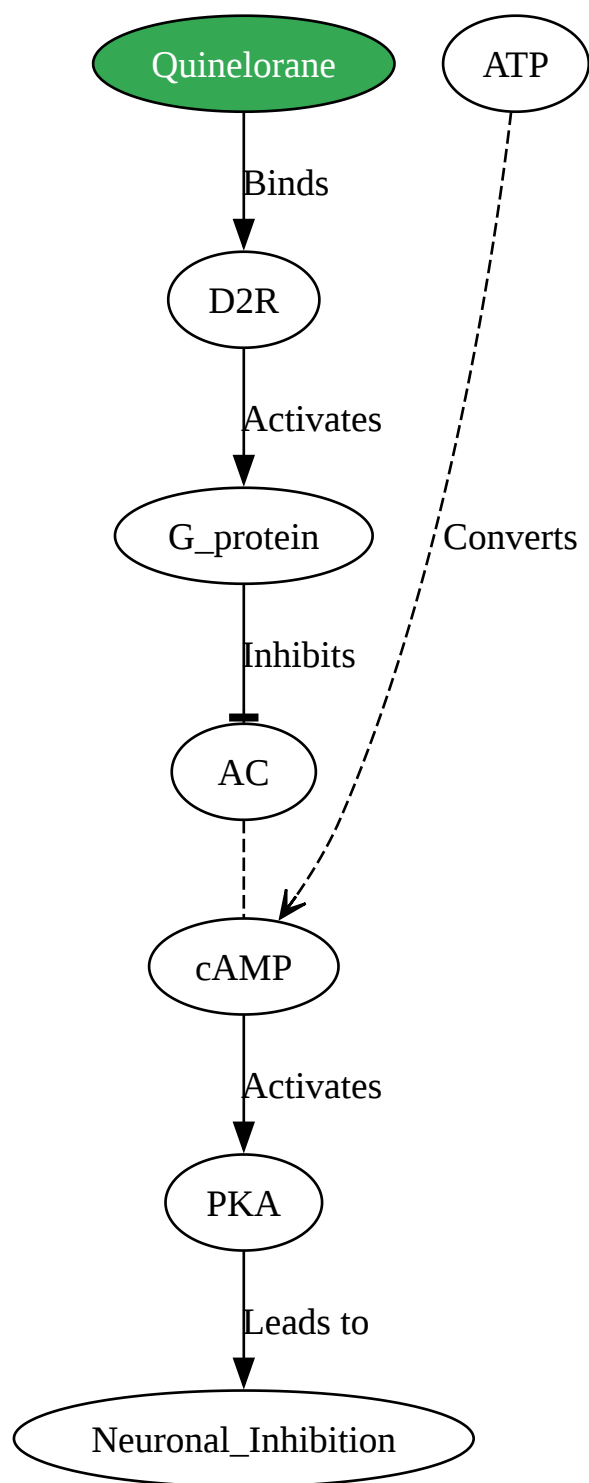 Quinelorane
ATP
Binds
D2R
Activates
G_protein
Converts
Inhibits
AC
cAMP
Activates
PKA
Leads to
Neuronal_Inhibition